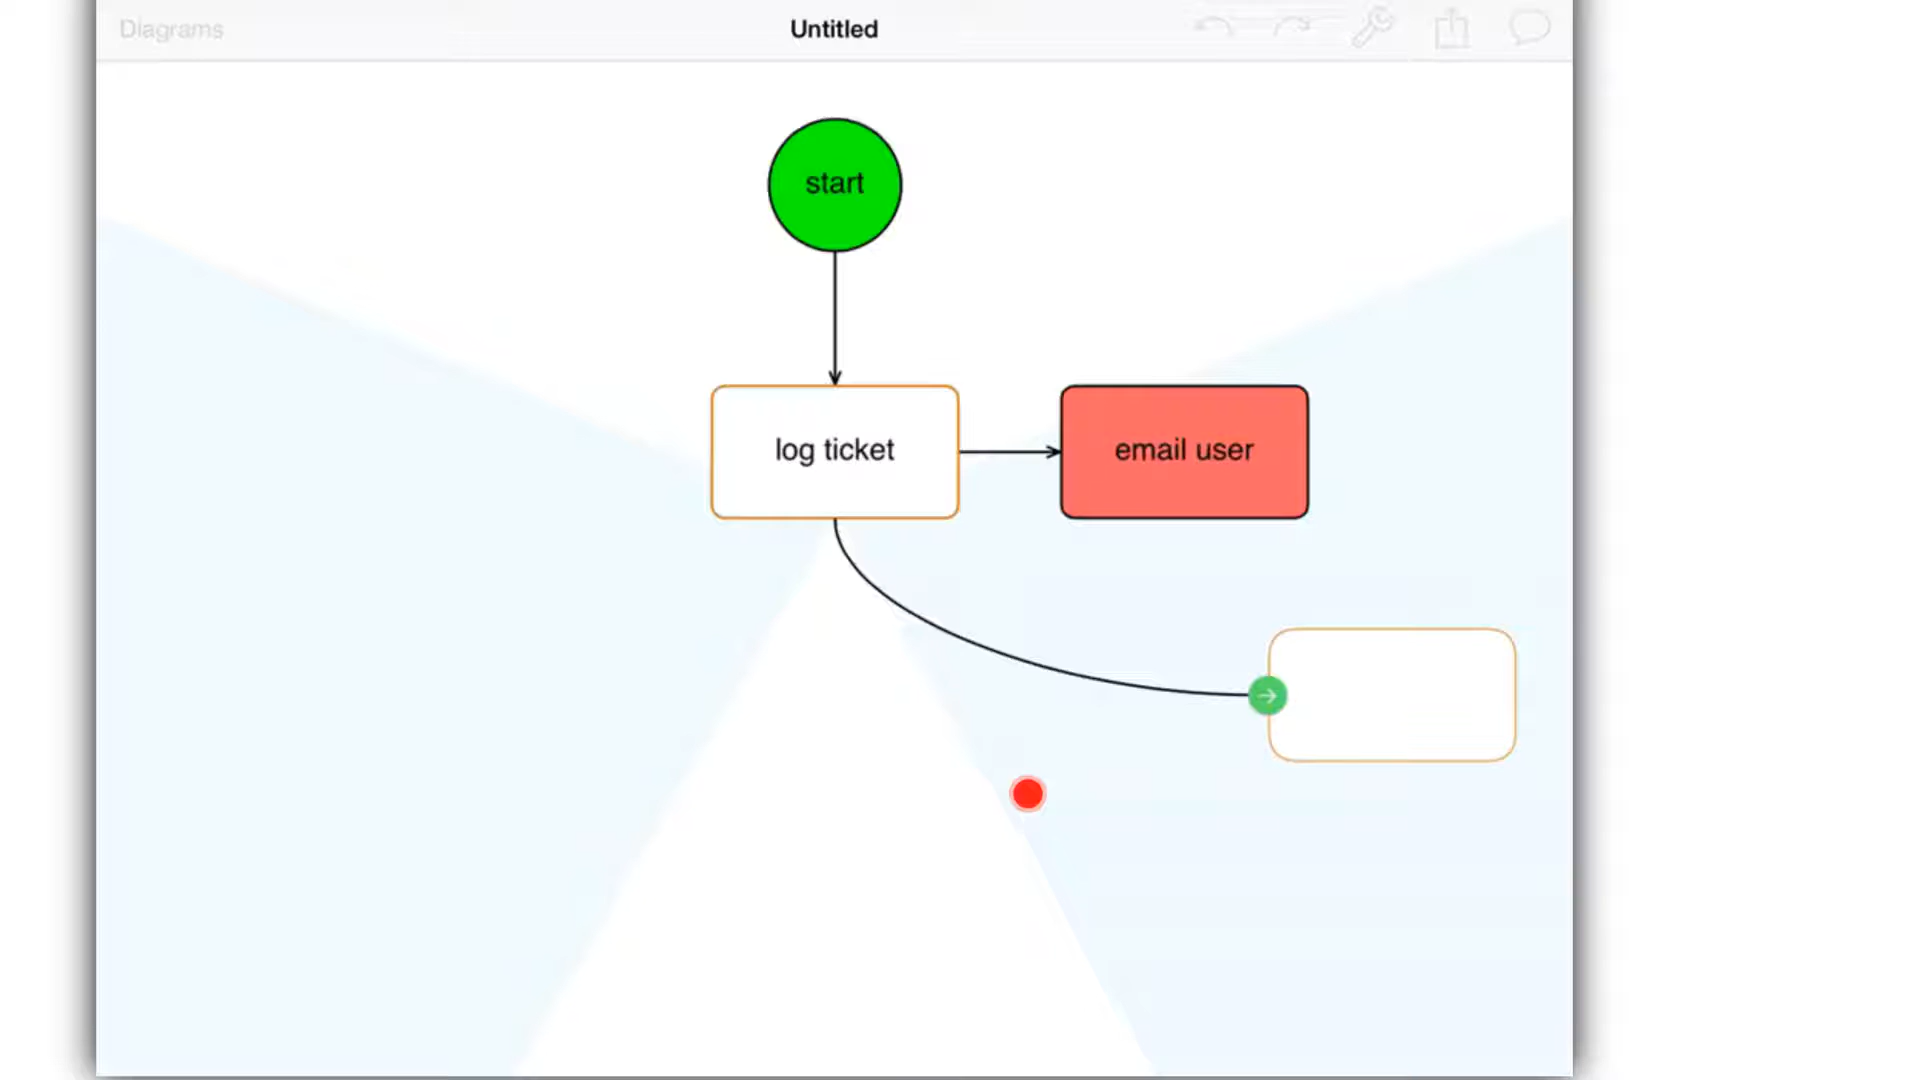 Diagrams
Untitled
start
log ticket
email user